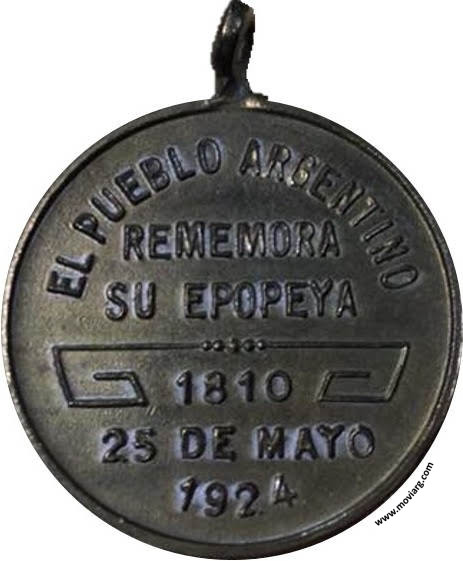 EL PUEBLO ARGENTINO
REMEMORA
SU EPOPEYA
1810
25 DE MAYO
1924
www.moviarg.com